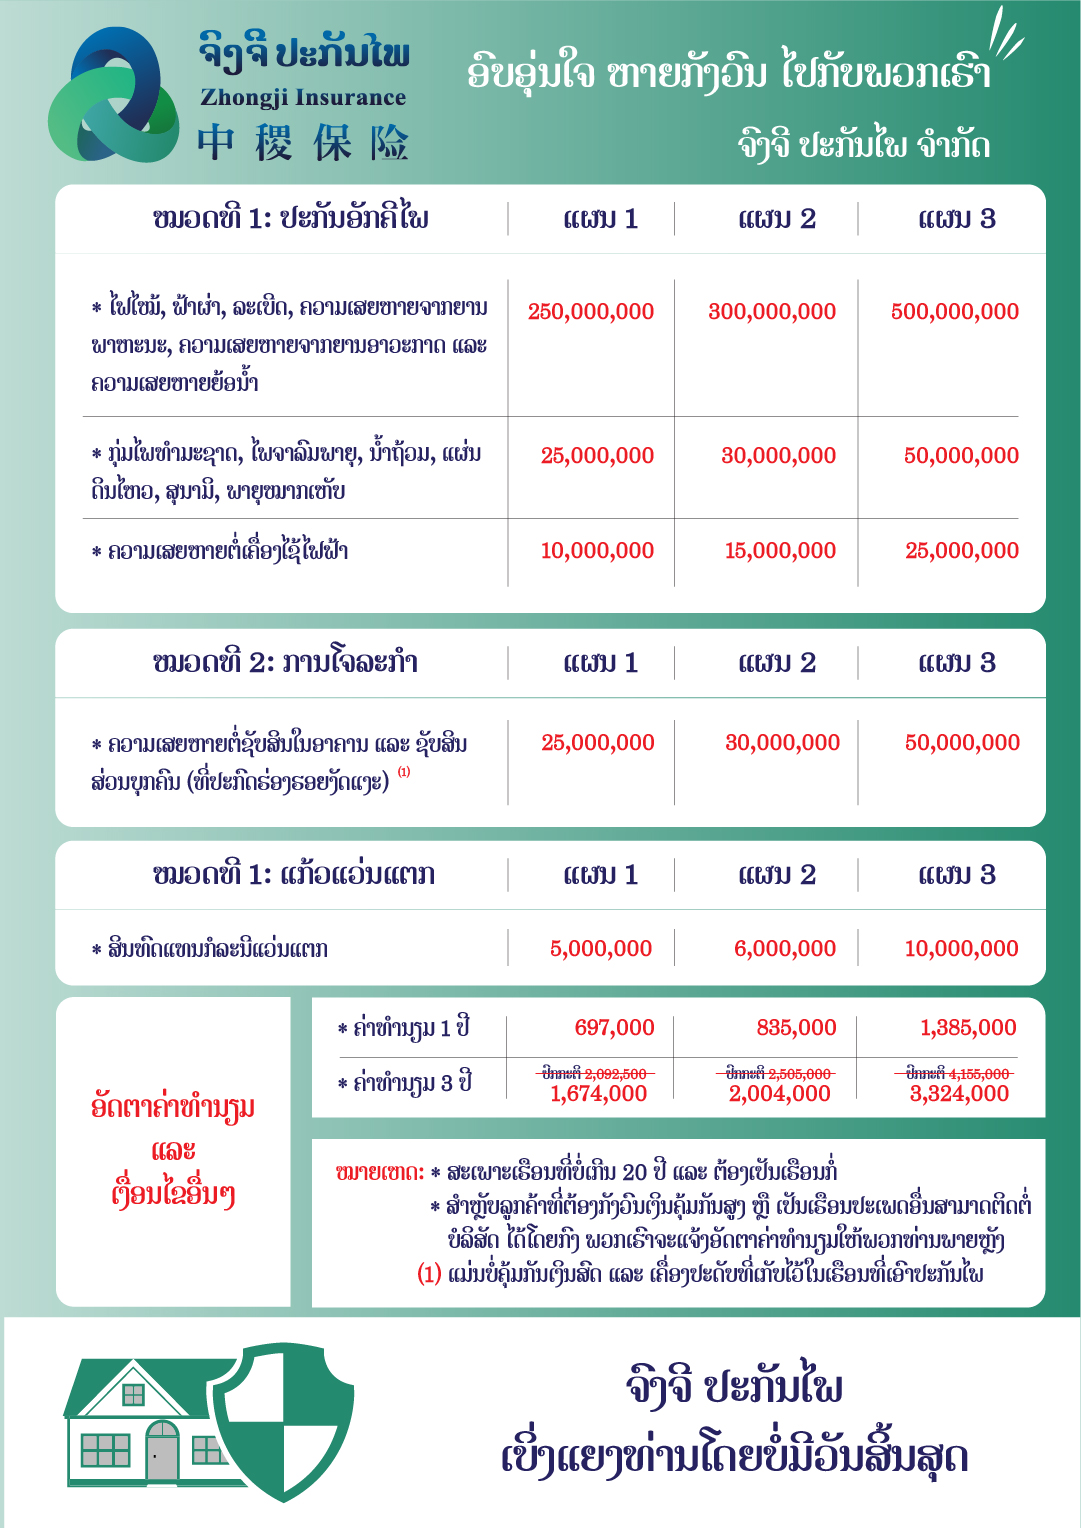 ຈົງຈີ ປະກັນໄພ
Zhongji Insurance
中稷保险
ອົບອຸ່ນໃຈ ຫາຍກັງວົນ ໄປກັບພວກເຮົາ
ຈົງຈີ ປະກັນໄພ ຈຳກັດ
ໝວດທີ 1: ປະກັນອັກຄີໄພ ແຜນ 1 ແຜນ 2 ແຜນ 3
* ໄຟໄໝ້, ຟ້າຜ່າ, ລະເບີດ, ຄວາມເສຍຫາຍຈາກຍານ 250,000,000 300,000,000 500,000,000
ພາຫະນະ, ຄວາມເສຍຫາຍຈາກຍານອາວະກາດ ແລະ
ຄວາມເສຍຫາຍຍ້ອນ້ຳ
* ກຸ່ມໄພທຳມະຊາດ, ໄພຈາລົມພາຍຸ, ນ້ຳຖ້ວມ, ແຜ່ນ 25,000,000 30,000,000 50,000,000
ດິນໄຫວ, ສຸນາມິ, ພາຍຸໝາກເຫັບ
* ຄວາມເສຍຫາຍຕໍ່ເຄື່ອງໄຊ້ໄຟຟ້າ 10,000,000 15,000,000 25,000,000
ໝວດທີ 2: ການໂຈລະກຳ ແຜນ 1 ແຜນ 2 ແຜນ 3
* ຄວາມເສຍຫາຍຕໍ່ຊັບສິນໃນອາຄານ ແລະ ຊັບສິນ 25,000,000 30,000,000 50,000,000
ສ່ວນບຸກຄົນ (ທີ່ປະກົດຮ່ອງຮອຍງັດແງະ) (1)
ໝວດທີ 1: ແກ້ວແວ່ນແຕກ ແຜນ 1 ແຜນ 2 ແຜນ 3
* ສິນທົດແທນກໍລະນີແວ່ນແຕກ 5,000,000 6,000,000 10,000,000
ອັດຕາຄ່າທຳນຽມ
ແລະ
ເງື່ອນໄຂອື່ນໆ
* ຄ່າທຳນຽມ 1 ປີ 697,000 835,000 1,385,000
ປົກກະຕິ 2,092,500 ປົກກະຕິ 2,505,000 ປົກກະຕິ 4,155,000
* ຄ່າທຳນຽມ 3 ປີ 1,674,000 2,004,000 3,324,000
ໝາຍເຫດ: * ສະເພາະເຮືອນທີ່ບໍ່ເກີນ 20 ປີ ແລະ ຕ້ອງເປັນເຮືອນກໍ່
* ສຳຫຼັບລູກຄ້າທີ່ຕ້ອງກັງວົນເງິນຄຸ້ມກັນສູງ ຫຼື ເປັນເຮືອນປະເພດອື່ນສາມາດຕິດຕໍ່
ບໍລິສັດ ໄດ້ໂດຍກົງ ພວກເຮົາຈະແຈ້ງອັດຕາຄ່າທຳນຽມໃຫ້ພວກທ່ານພາຍຫຼັງ
(1) ແມ່ນບໍ່ຄຸ້ມກັນເງິນສົດ ແລະ ເຄື່ອງປະດັບທີ່ເກັບໄວ້ໃນເຮືອນທີ່ເອົາປະກັນໄພ
ຈົງຈີ ປະກັນໄພ
ເບິ່ງແຍງທ່ານໂດຍບໍ່ມີວັນສິ້ນສຸດ